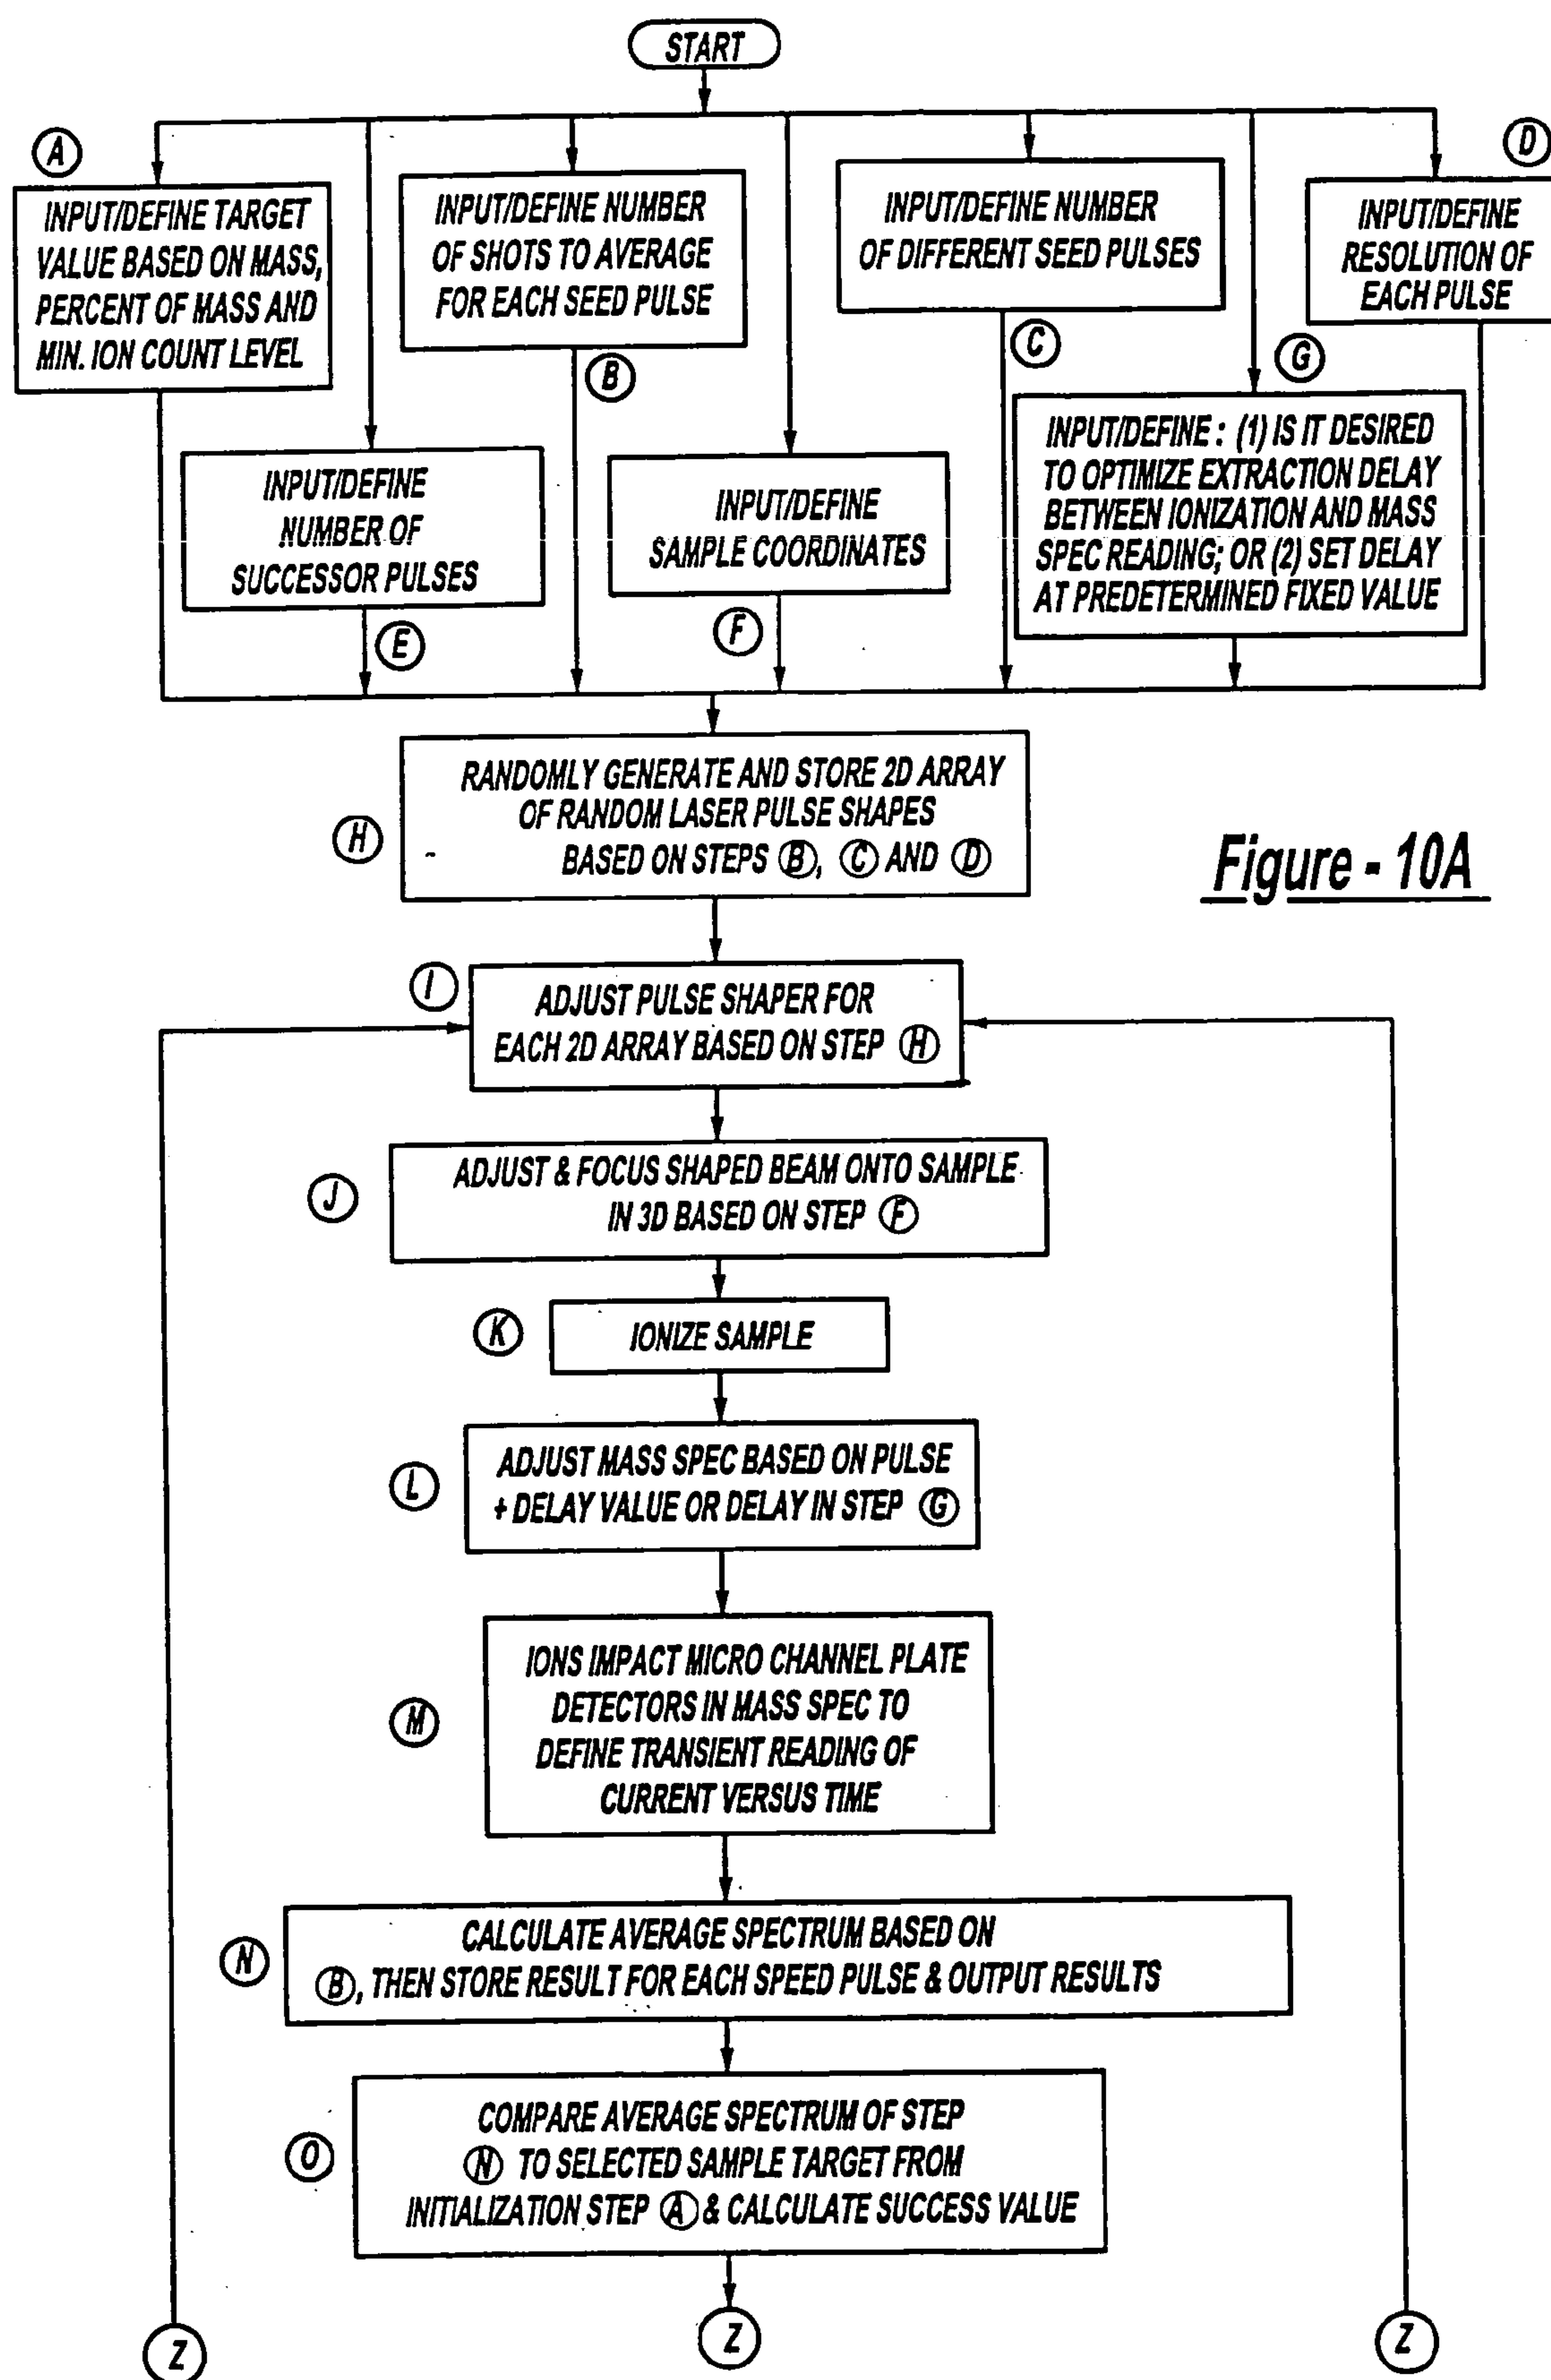 START
A
INPUT/DEFINE TARGET
VALUE BASED ON MASS,
PERCENT OF MASS AND
MIN. ION COUNT LEVEL
INPUT/DEFINE NUMBER
OF SHOTS TO AVERAGE
FOR EACH SEED PULSE
B
INPUT/DEFINE NUMBER
OF DIFFERENT SEED PULSES
C
D
INPUT/DEFINE
RESOLUTION OF
EACH PULSE
INPUT/DEFINE
NUMBER OF
SUCCESSOR PULSES
E
INPUT/DEFINE
SAMPLE COORDINATES
F
G
INPUT/DEFINE : (1) IS IT DESIRED
TO OPTIMIZE EXTRACTION DELAY
BETWEEN IONIZATION AND MASS
SPEC READING; OR (2) SET DELAY
AT PREDETERMINED FIXED VALUE
H
RANDOMLY GENERATE AND STORE 2D ARRAY
OF RANDOM LASER PULSE SHAPES
BASED ON STEPS B, C AND D
Figure - 10A
I
ADJUST PULSE SHAPER FOR
EACH 2D ARRAY BASED ON STEP H
J
ADJUST & FOCUS SHAPED BEAM ONTO SAMPLE
IN 3D BASED ON STEP F
K
IONIZE SAMPLE
L
ADJUST MASS SPEC BASED ON PULSE
+ DELAY VALUE OR DELAY IN STEP G
M
IONS IMPACT MICRO CHANNEL PLATE
DETECTORS IN MASS SPEC TO
DEFINE TRANSIENT READING OF
CURRENT VERSUS TIME
N
CALCULATE AVERAGE SPECTRUM BASED ON
B, THEN STORE RESULT FOR EACH SPEED PULSE & OUTPUT RESULTS
O
COMPARE AVERAGE SPECTRUM OF STEP
N TO SELECTED SAMPLE TARGET FROM
INITIALIZATION STEP A & CALCULATE SUCCESS VALUE
Z
Z
Z